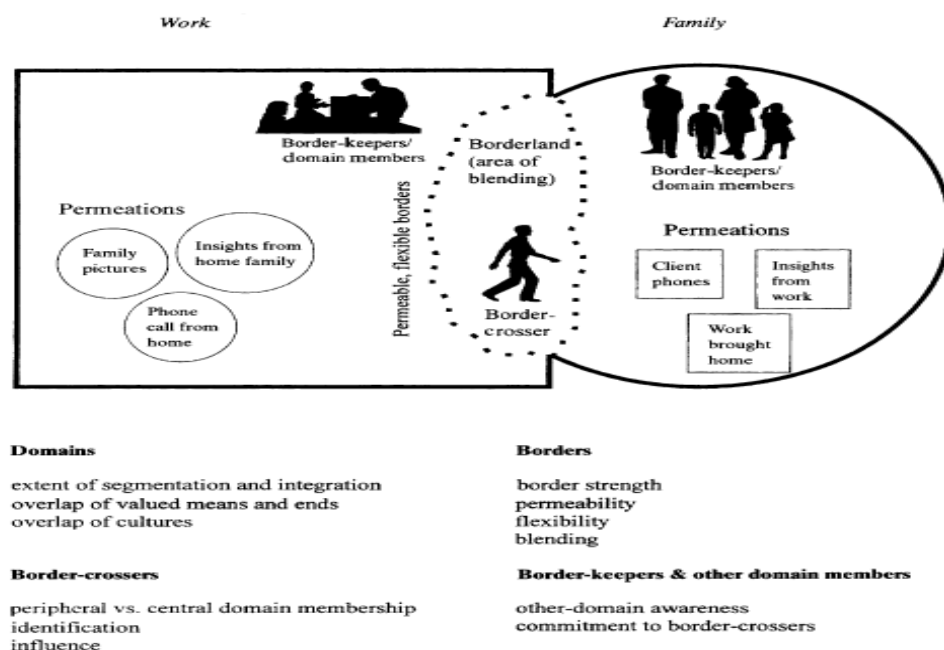 Work
Family
Border-keepers/
domain members
Borderland
(area of
blending)
Border-keepers/
domain members
Permeations
Family
pictures
Insights from
home family
Phone
call from
home
Permeable, flexible borders
Border-
crosser
Permeations
Client
phones
Insights
from
work
Work
brought
home
Domains
extent of segmentation and integration
overlap of valued means and ends
overlap of cultures
Borders
border strength
permeability
flexibility
blending
Border-crossers
peripheral vs. central domain membership
identification
influence
Border-keepers & other domain members
other-domain awareness
commitment to border-crossers